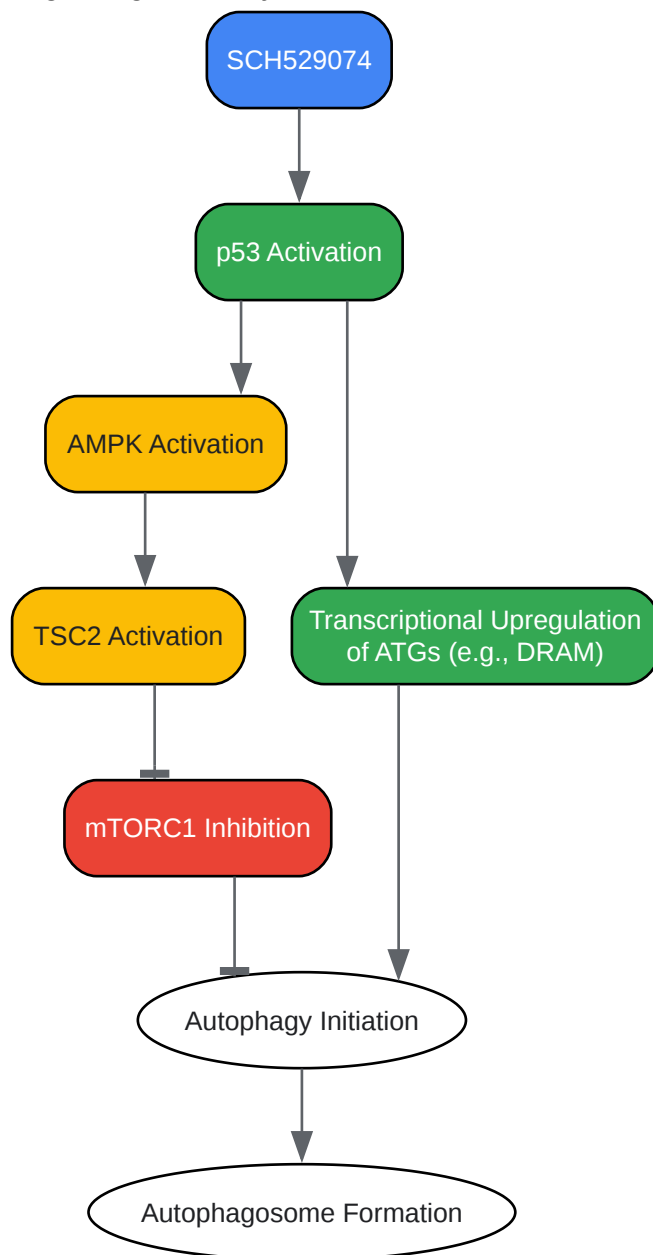 SCH529074
p53 Activation
AMPK Activation
TSC2 Activation
Transcriptional Upregulation
of ATGs (e.g., DRAM)
mTORC1 Inhibition
Autophagy Initiation
Autophagosome Formation